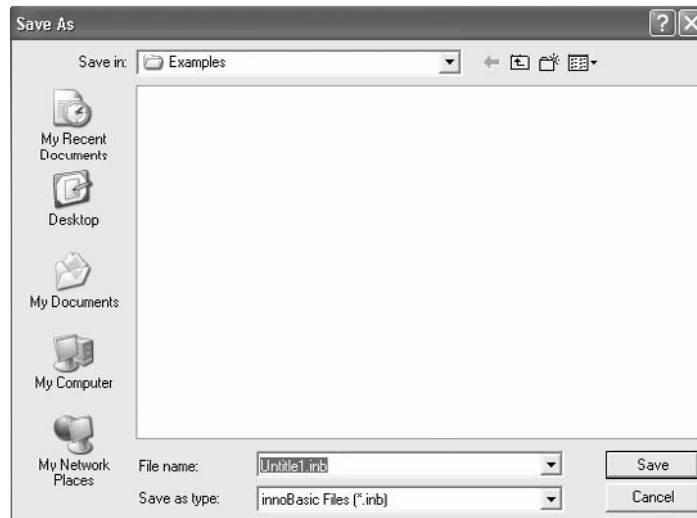 Save As
Save in:
Examples
My Recent
Documents
Desktop
My Documents
My Computer
My Network
Places
File name:
Untitle1.inb
Save
Save as type:
innoBasic Files (*.inb)
Cancel